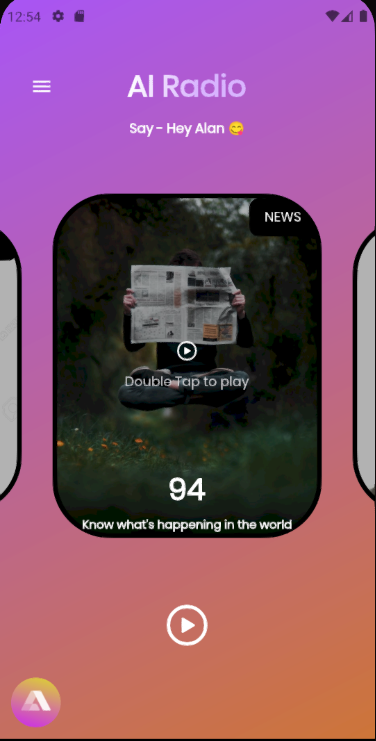 12:54
AI Radio
Say - Hey Alan 😋
NEWS
Double Tap to play
94
Know what's happening in the world